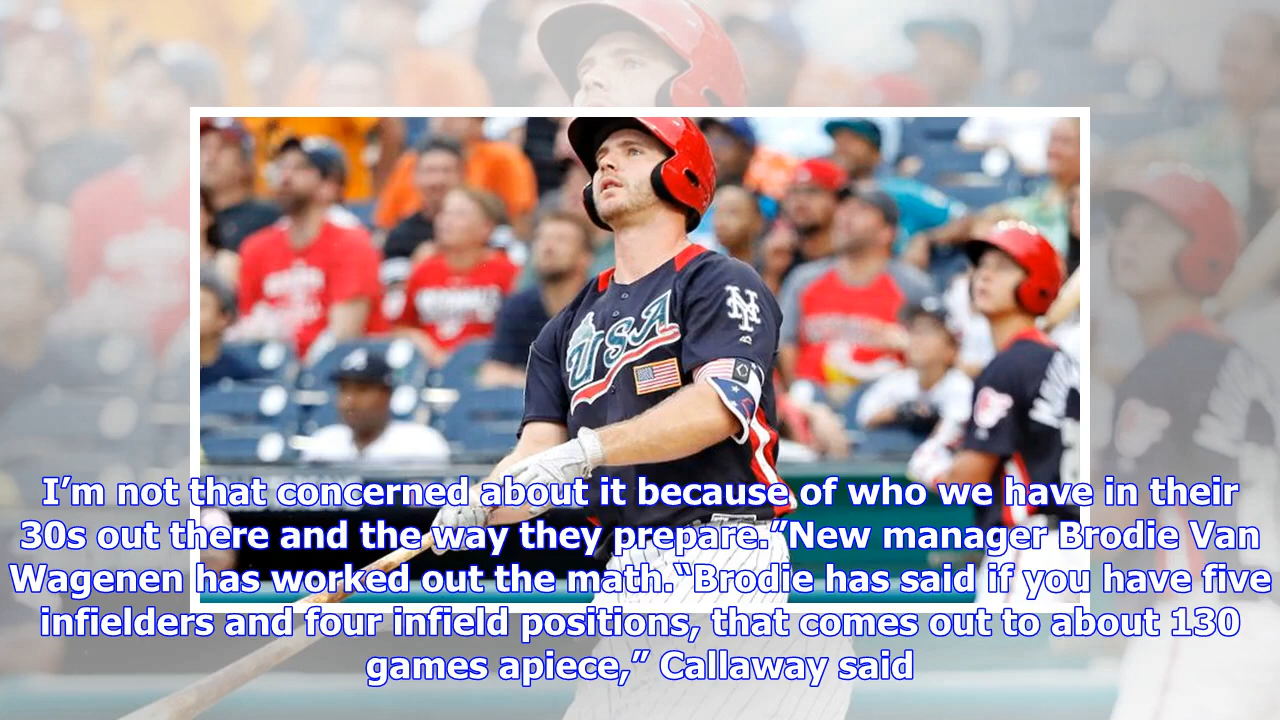 USA
NY
I’m not that concerned about it because of who we have in their
30s out there and the way they prepare.”New manager Brodie Van
Wagenen has worked out the math.“Brodie has said if you have five
infielders and four infield positions, that comes out to about 130
games apiece,” Callaway said